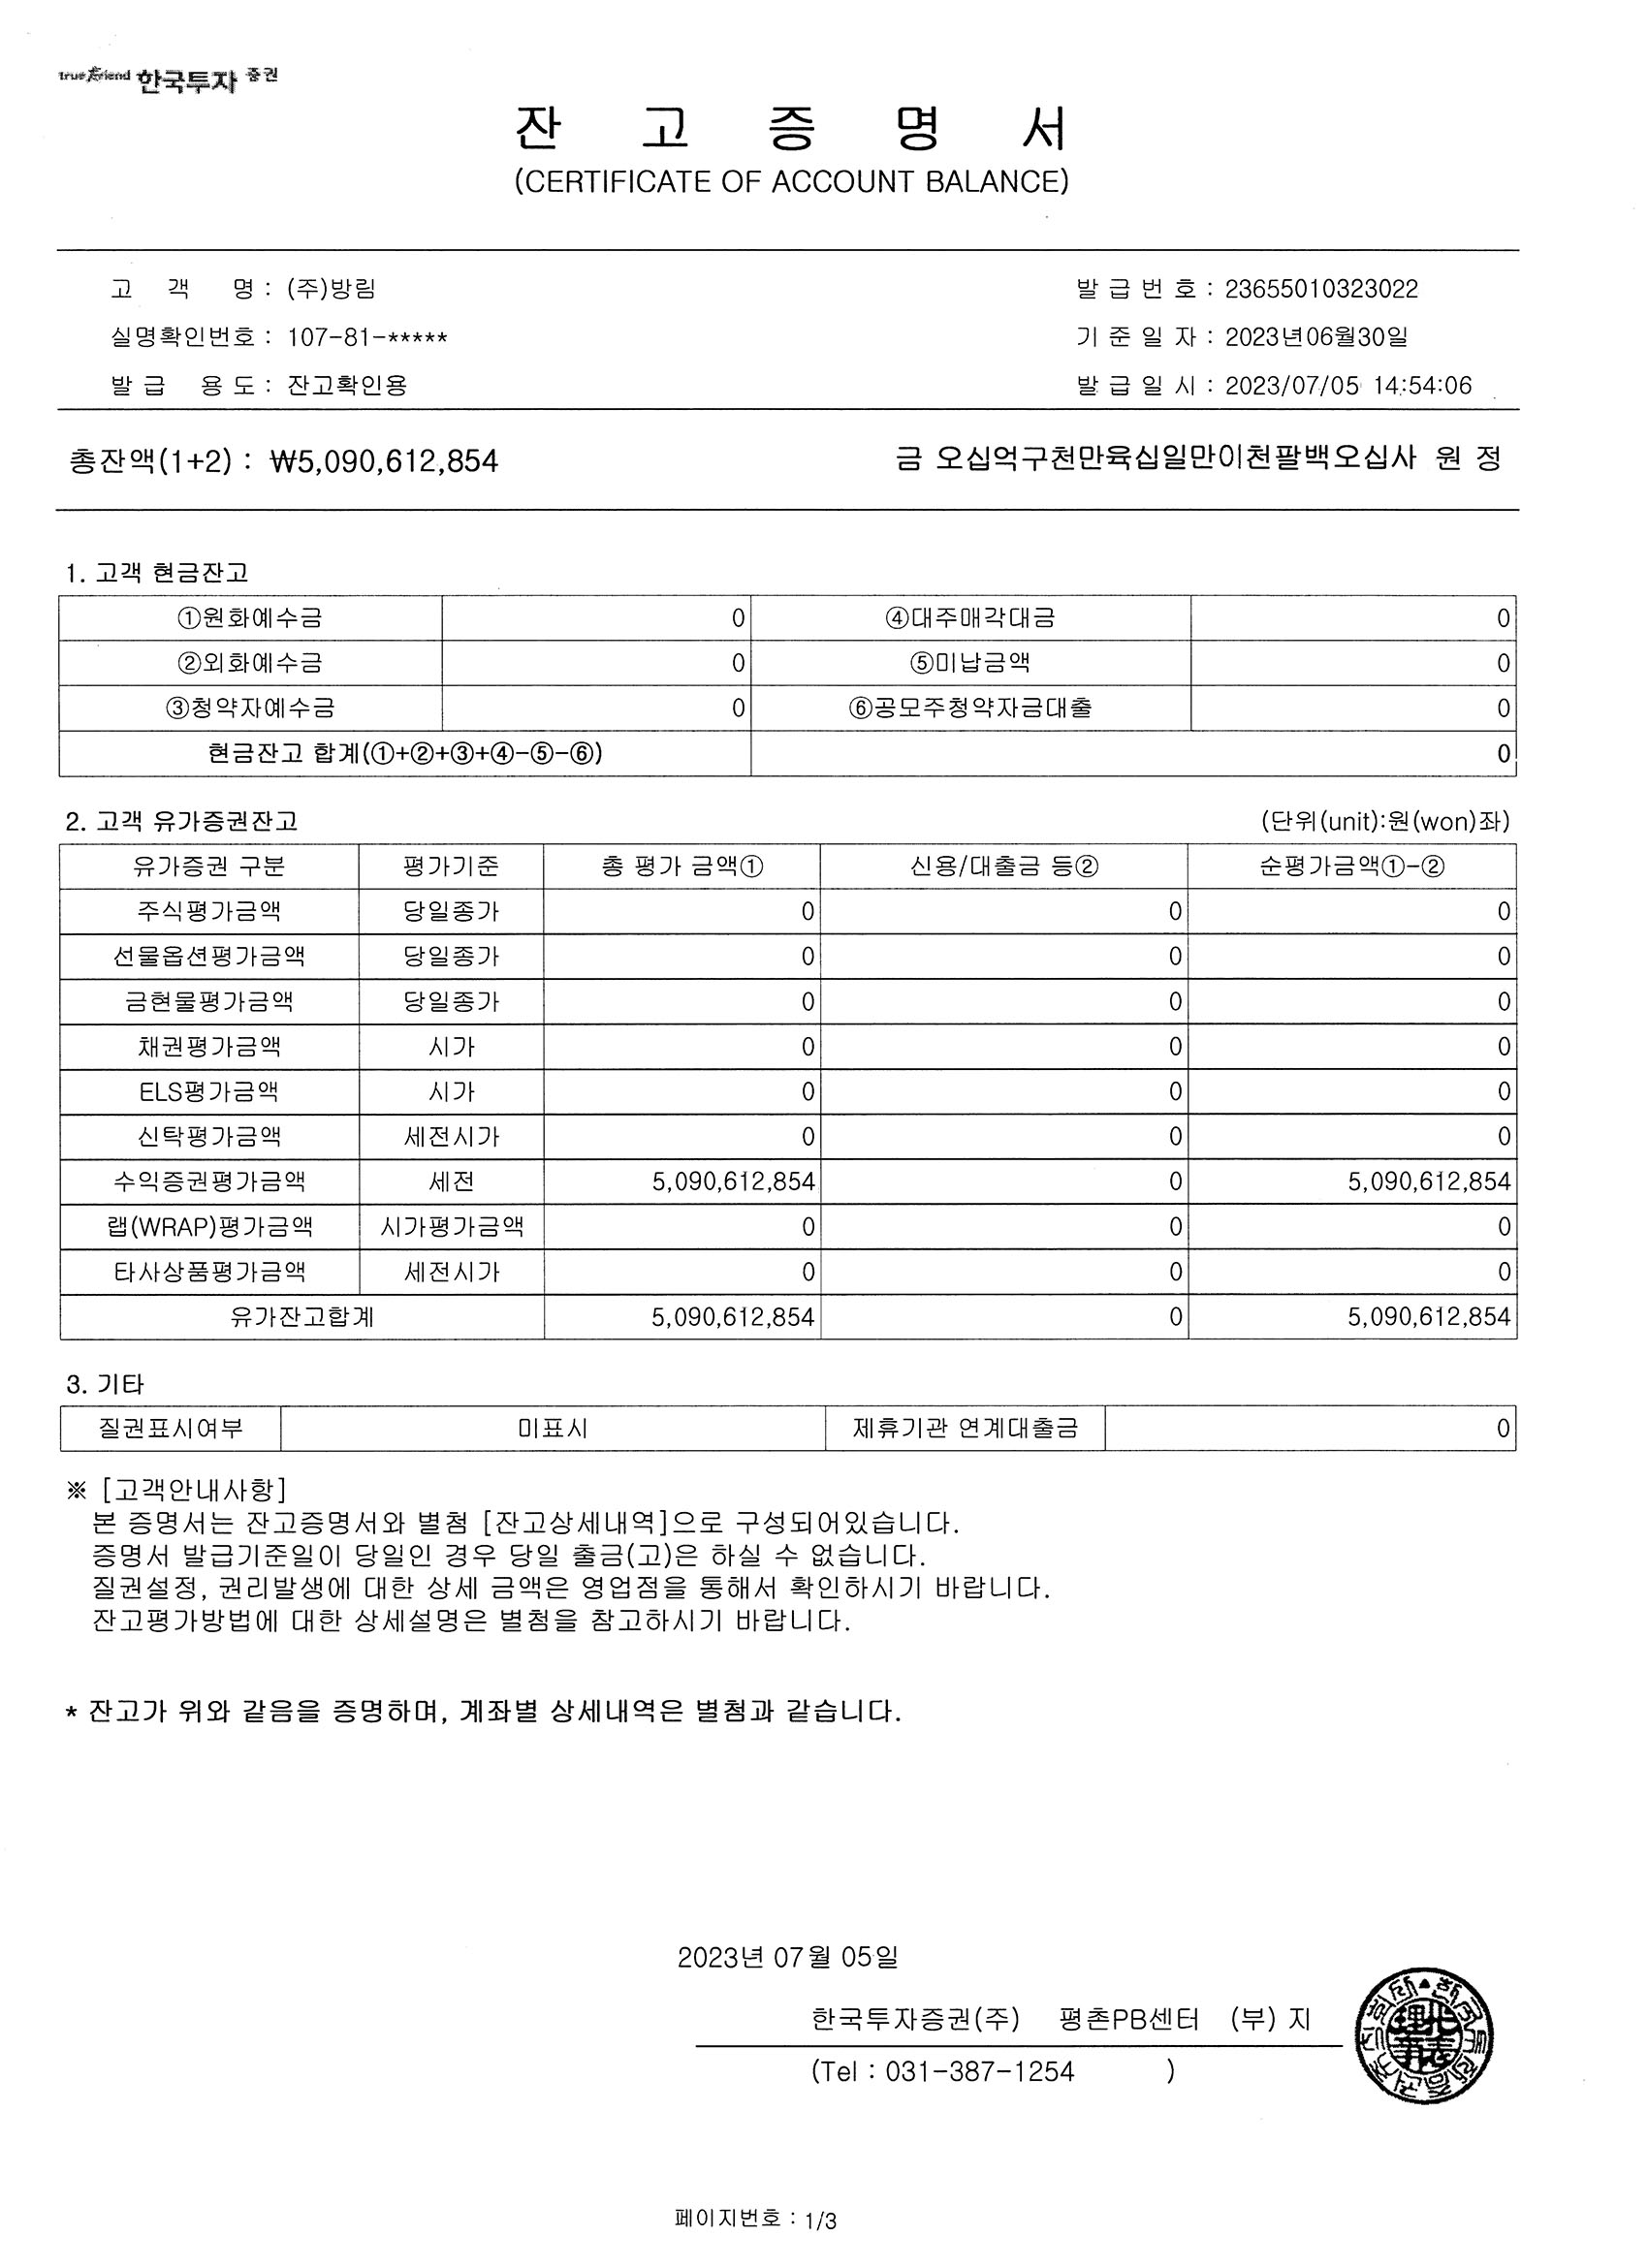 true friend 한국투자 증권
잔 고 증 명 서
(CERTIFICATE OF ACCOUNT BALANCE)
고 객 명 : (주)방림 발 급 번 호 : 23655010323022
실명확인번호 : 107-81-***** 기 준 일 자 : 2023년06월30일
발 급 용 도 : 잔고확인용 발 급 일 시 : 2023/07/05 14:54:06
총잔액(1+2) : ₩5,090,612,854 금 오십억구천만육십일만이천팔백오십사 원 정
1. 고객 현금잔고
①원화예수금 0 ④대주매각대금 0
②외화예수금 0 ⑤미납금액 0
③청약자예수금 0 ⑥공모주청약자금대출 0
현금잔고 합계(①+②+③+④-⑤-⑥) 0
2. 고객 유가증권잔고 (단위(unit):원(won)좌)
유가증권 구분 평가기준 총 평가 금액① 신용/대출금 등② 순평가금액①-②
주식평가금액 당일종가 0 0 0
선물옵션평가금액 당일종가 0 0 0
금현물평가금액 당일종가 0 0 0
채권평가금액 시가 0 0 0
ELS평가금액 시가 0 0 0
신탁평가금액 세전시가 0 0 0
수익증권평가금액 세전 5,090,612,854 0 5,090,612,854
랩(WRAP)평가금액 시가평가금액 0 0 0
타사상품평가금액 세전시가 0 0 0
유가잔고합계 5,090,612,854 0 5,090,612,854
3. 기타
질권표시여부 미표시 제휴기관 연계대출금 0
※ [고객안내사항]
본 증명서는 잔고증명서와 별첨 [잔고상세내역]으로 구성되어있습니다.
증명서 발급기준일이 당일인 경우 당일 출금(고)은 하실 수 없습니다.
질권설정, 권리발생에 대한 상세 금액은 영업점을 통해서 확인하시기 바랍니다.
잔고평가방법에 대한 상세설명은 별첨을 참고하시기 바랍니다.
* 잔고가 위와 같음을 증명하며, 계좌별 상세내역은 별첨과 같습니다.
2023년 07월 05일
한국투자증권(주) 평촌PB센터 (부) 지
(Tel : 031-387-1254 )
페이지번호 : 1/3